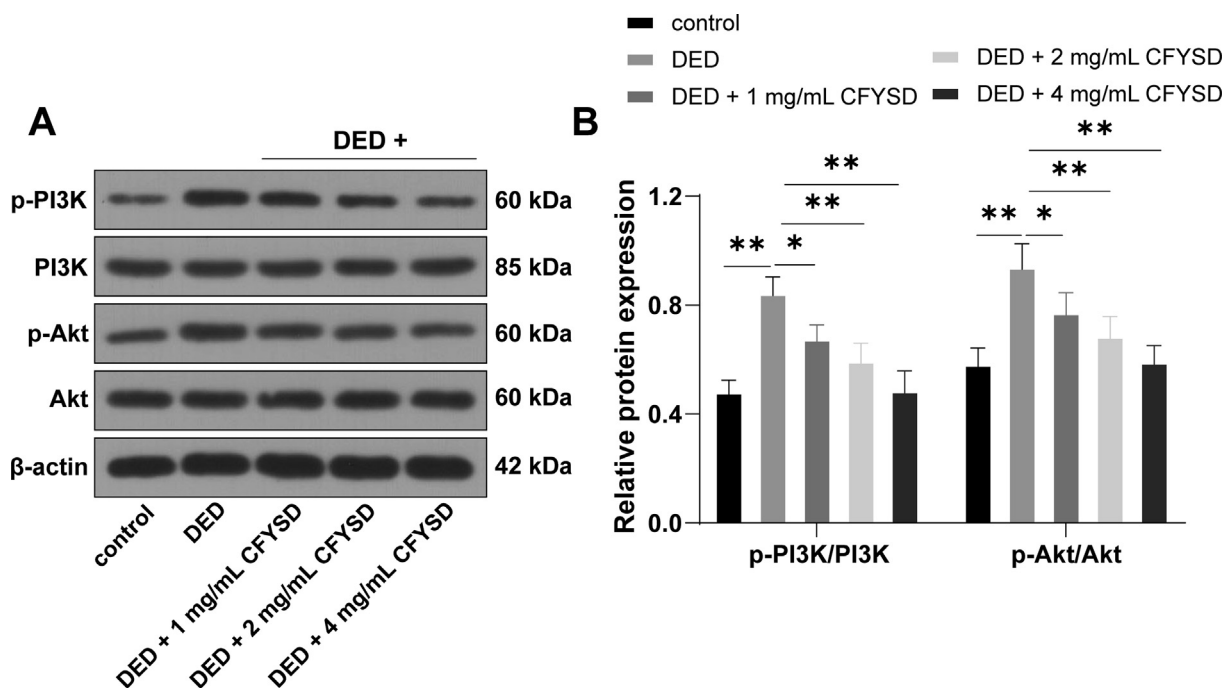 control
DED
DED + 1 mg/mL CFYSD
DED + 2 mg/mL CFYSD
DED + 4 mg/mL CFYSD
A
DED +
p-PI3K
60 kDa
PI3K
85 kDa
p-Akt
60 kDa
Akt
60 kDa
β-actin
42 kDa
control
DED
DED + 1 mg/mL CFYSD
DED + 2 mg/mL CFYSD
DED + 4 mg/mL CFYSD
B
Relative protein expression
1.2
0.8
0.4
0.0
**
**
** *
**
**
** *
p-PI3K/PI3K
p-Akt/Akt